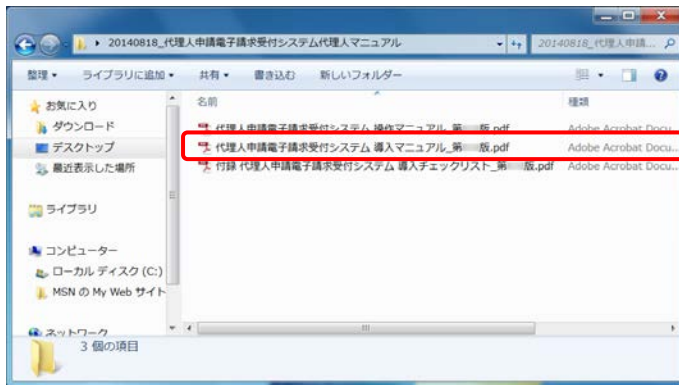 20140818_代理人申請電子請求受付システム代理人マニュアル
20140818_代理人申請...
整理 ライブラリに追加 共有 書き込む 新しいフォルダー
お気に入り
ダウンロード
デスクトップ
最近表示した場所
ライブラリ
コンピューター
ローカル ディスク (C:)
MSN の My Web サイト
ネットワーク
名前 種類
代理人申請電子請求受付システム 操作マニュアル_第 版.pdf Adobe Acrobat Docu...
代理人申請電子請求受付システム 導入マニュアル_第 版.pdf Adobe Acrobat Docu...
付録 代理人申請電子請求受付システム 導入チェックリスト_第 版.pdf Adobe Acrobat Docu...
3 個の項目